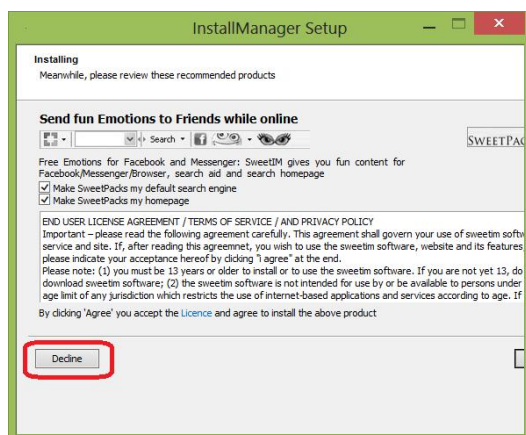 InstallManager Setup
Installing
Meanwhile, please review these recommended products
Send fun Emotions to Friends while online
Search
SWEETPAC
Free Emotions for Facebook and Messenger: SweetIM gives you fun content for
Facebook/Messenger/Browser, search aid and search homepage
Make SweetPacks my default search engine
Make SweetPacks my homepage
END USER LICENSE AGREEMENT / TERMS OF SERVICE / AND PRIVACY POLICY
Important – please read the following agreement carefully. This agreement shall govern your use of sweetim softw
service and site. If, after reading this agreemnet, you wish to use the sweetim software, website and its features
please indicate your acceptance hereof by clicking "i agree" at the end.
Please note: (1) you must be 13 years or older to install or to use the sweetim software. If you are not yet 13, do
download sweetim software; (2) the sweetim software is not intended for use by or be available to persons under
age limit of any jurisdiction which restricts the use of internet-based applications and services according to age. If
By clicking 'Agree' you accept the Licence and agree to install the above product
Decline